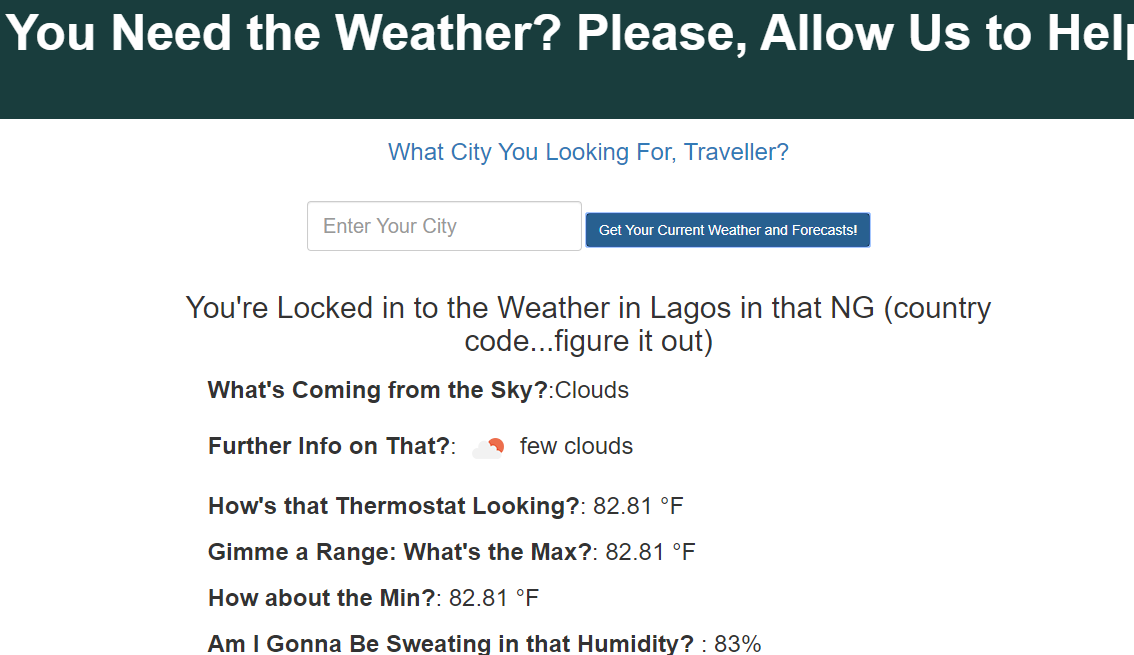 You Need the Weather? Please, Allow Us to Help
What City You Looking For, Traveller?
Enter Your City
Get Your Current Weather and Forecasts!
You're Locked in to the Weather in Lagos in that NG (country
code...figure it out)
What's Coming from the Sky?:Clouds
Further Info on That?: few clouds
How's that Thermostat Looking?: 82.81 °F
Gimme a Range: What's the Max?: 82.81 °F
How about the Min?: 82.81 °F
Am I Gonna Be Sweating in that Humidity? : 83%